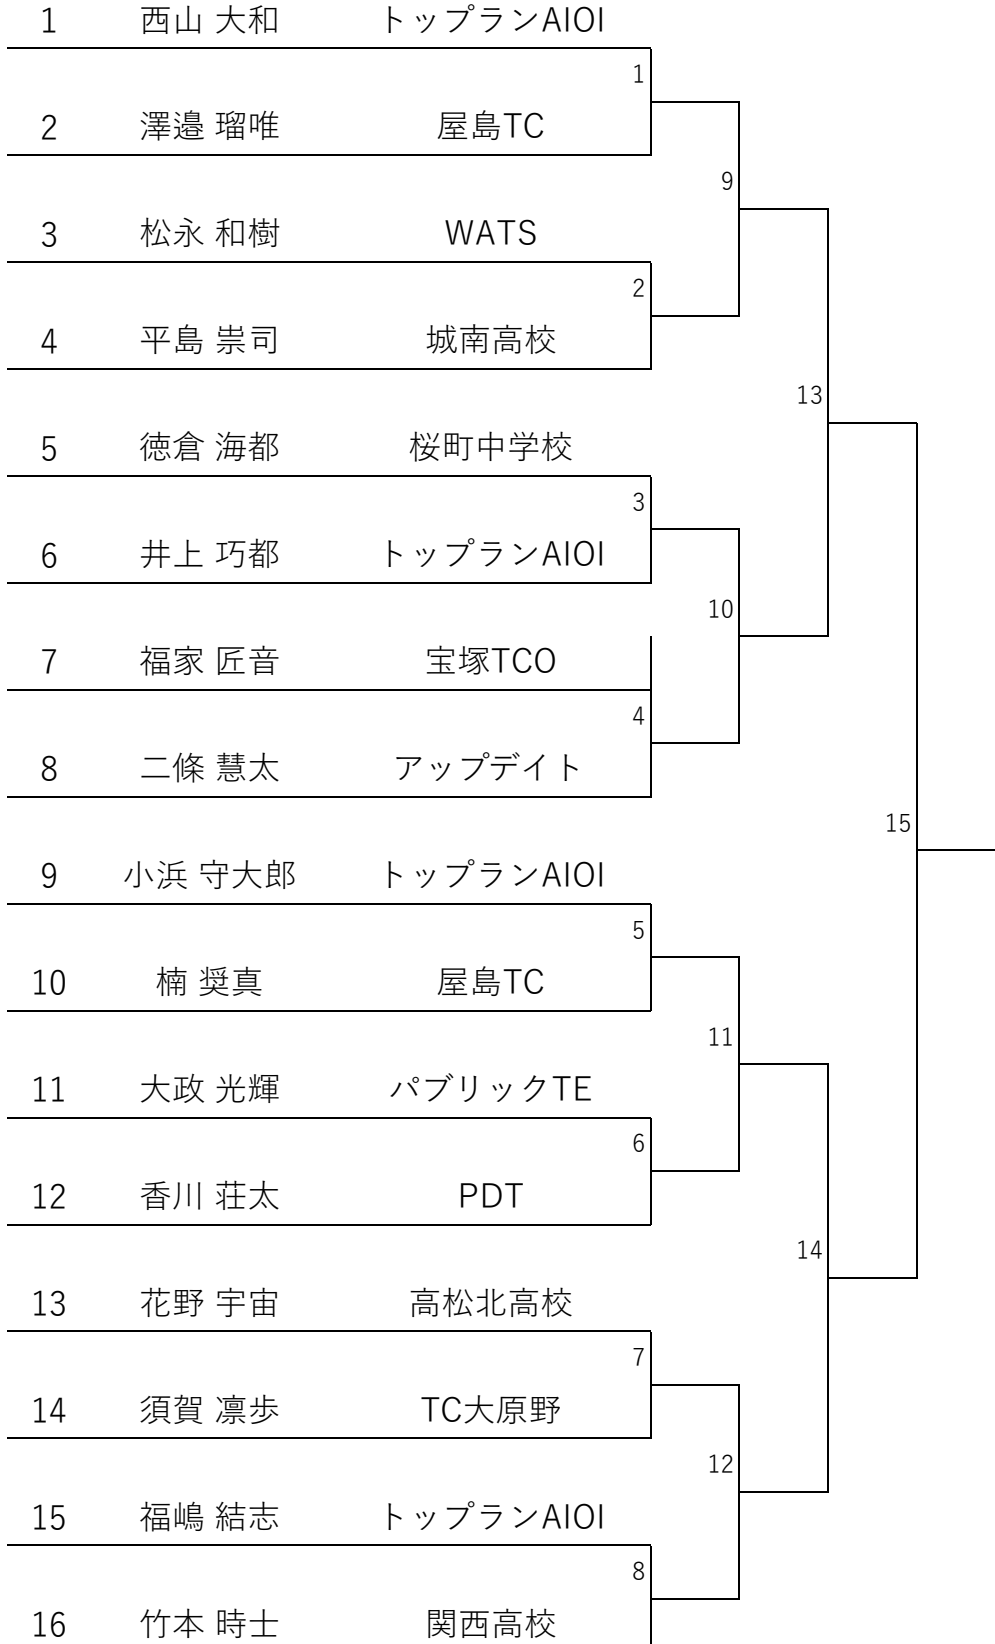 1 西山 大和 トップランAIOI
1
2 澤邉 瑠唯 屋島TC
9
3 松永 和樹 WATS
2
4 平島 崇司 城南高校
13
5 徳倉 海都 桜町中学校
3
6 井上 巧都 トップランAIOI
10
7 福家 匠音 宝塚TCO
4
8 二條 慧太 アップデイト
15
9 小浜 守大郎 トップランAIOI
5
10 楠 奨真 屋島TC
11
11 大政 光輝 パブリックTE
6
12 香川 荘太 PDT
14
13 花野 宇宙 高松北高校
7
14 須賀 凛歩 TC大原野
12
15 福嶋 結志 トップランAIOI
8
16 竹本 時士 関西高校